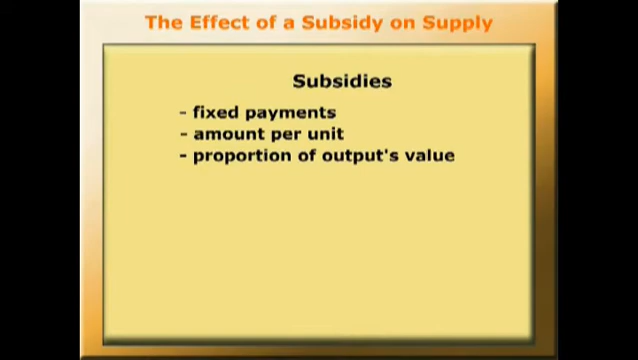 The Effect of a Subsidy on Supply
Subsidies
- fixed payments
- amount per unit
- proportion of output's value